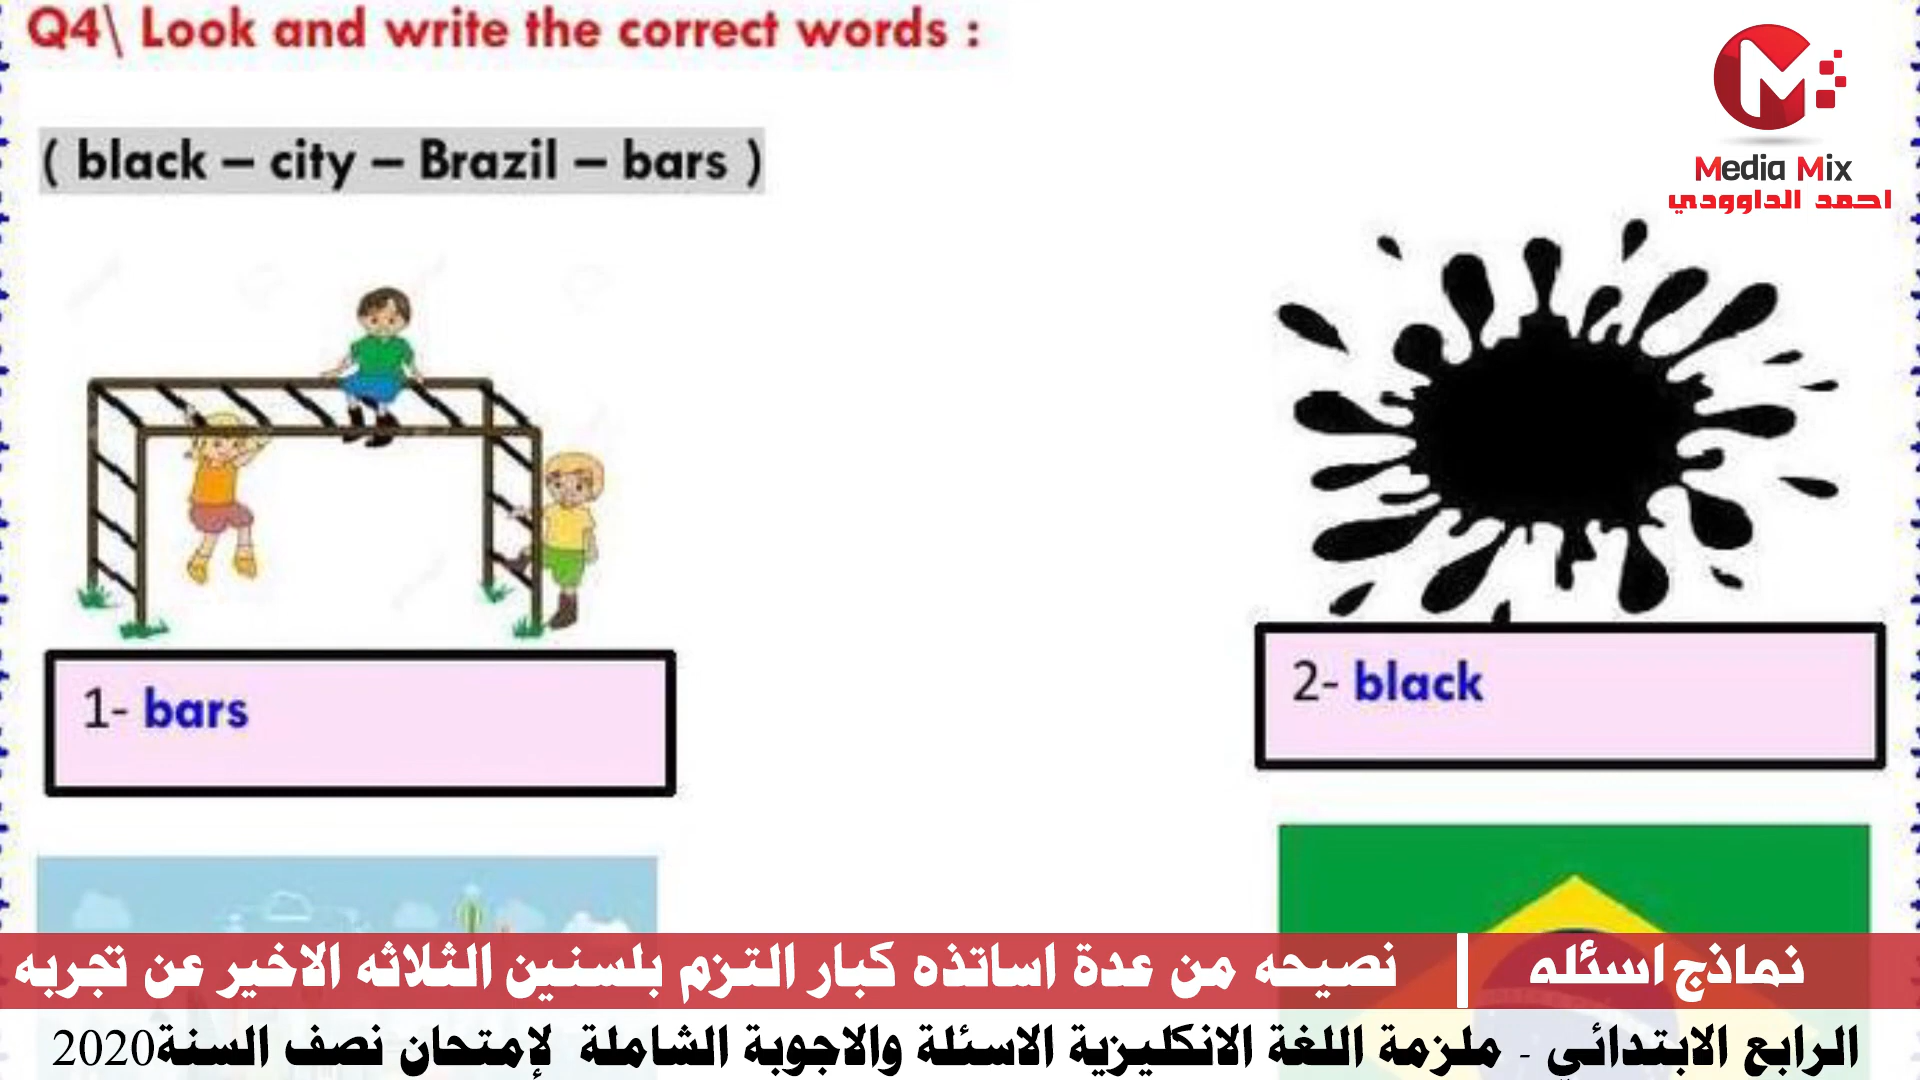 Q4\ Look and write the correct words :
Media Mix
احمد الداوودي
( black – city – Brazil – bars )
1- bars
2- black
نماذج اسئله | نصيحه من عدة اساتذه كبار التزم بلسنين الثلاثه الاخير عن تجربه
الرابع الابتدائي - ملزمة اللغة الانكليزية الاسئلة والاجوبة الشاملة لإمتحان نصف السنة2020